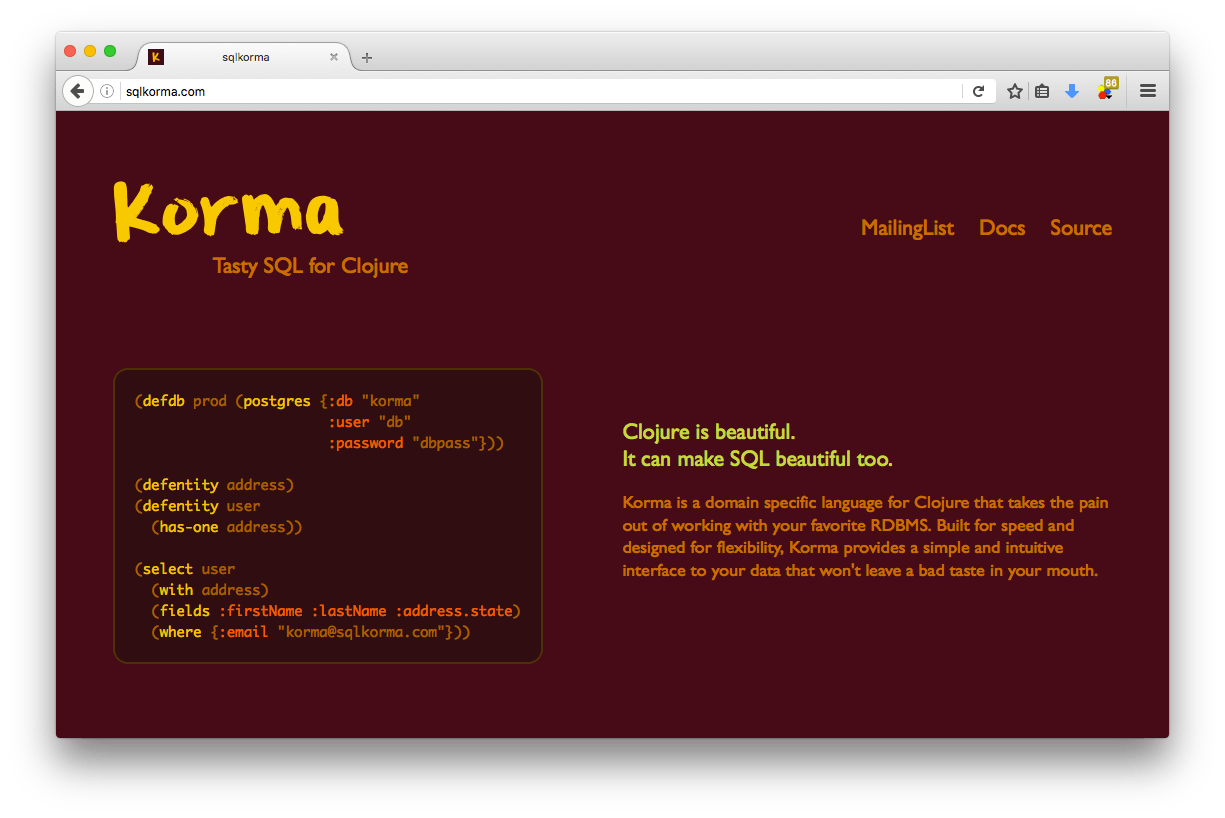 K sqlkorma
sqlkorma.com
86
Korma
Tasty SQL for Clojure
MailingList Docs Source
(defdb prod (postgres {:db "korma"
:user "db"
:password "dbpass"}))
(defentity address)
(defentity user
(has-one address))
(select user
(with address)
(fields :firstName :lastName :address.state)
(where {:email "korma@sqlkorma.com"}))
Clojure is beautiful.
It can make SQL beautiful too.
Korma is a domain specific language for Clojure that takes the pain
out of working with your favorite RDBMS. Built for speed and
designed for flexibility, Korma provides a simple and intuitive
interface to your data that won't leave a bad taste in your mouth.